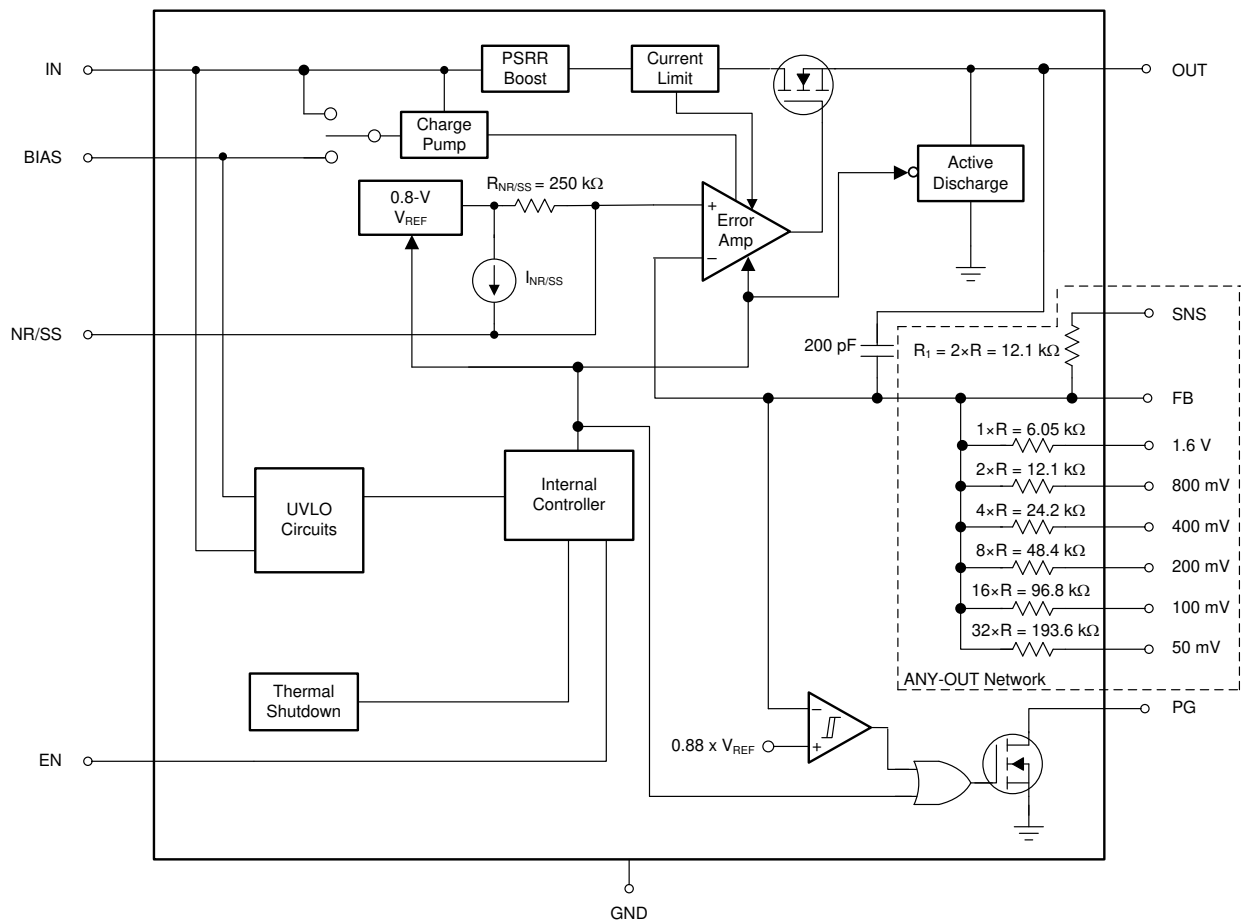 IN
PSRR
Boost
Current
Limit
OUT
Charge
Pump
BIAS
Active
Discharge
0.8-V
VREF
RNR/SS = 250 kΩ
+
Error
Amp
−
INR/SS
NR/SS
SNS
200 pF
R1 = 2×R = 12.1 kΩ
FB
1×R = 6.05 kΩ
1.6 V
2×R = 12.1 kΩ
800 mV
4×R = 24.2 kΩ
400 mV
8×R = 48.4 kΩ
200 mV
16×R = 96.8 kΩ
100 mV
32×R = 193.6 kΩ
50 mV
ANY-OUT Network
UVLO
Circuits
Internal
Controller
Thermal
Shutdown
PG
−
0.88 x VREF
+
EN
GND